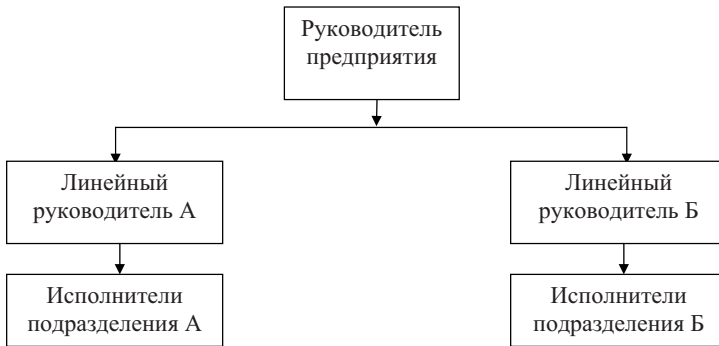 Руководитель
предприятия
Линейный
руководитель А
Линейный
руководитель Б
Исполнители
подразделения А
Исполнители
подразделения Б